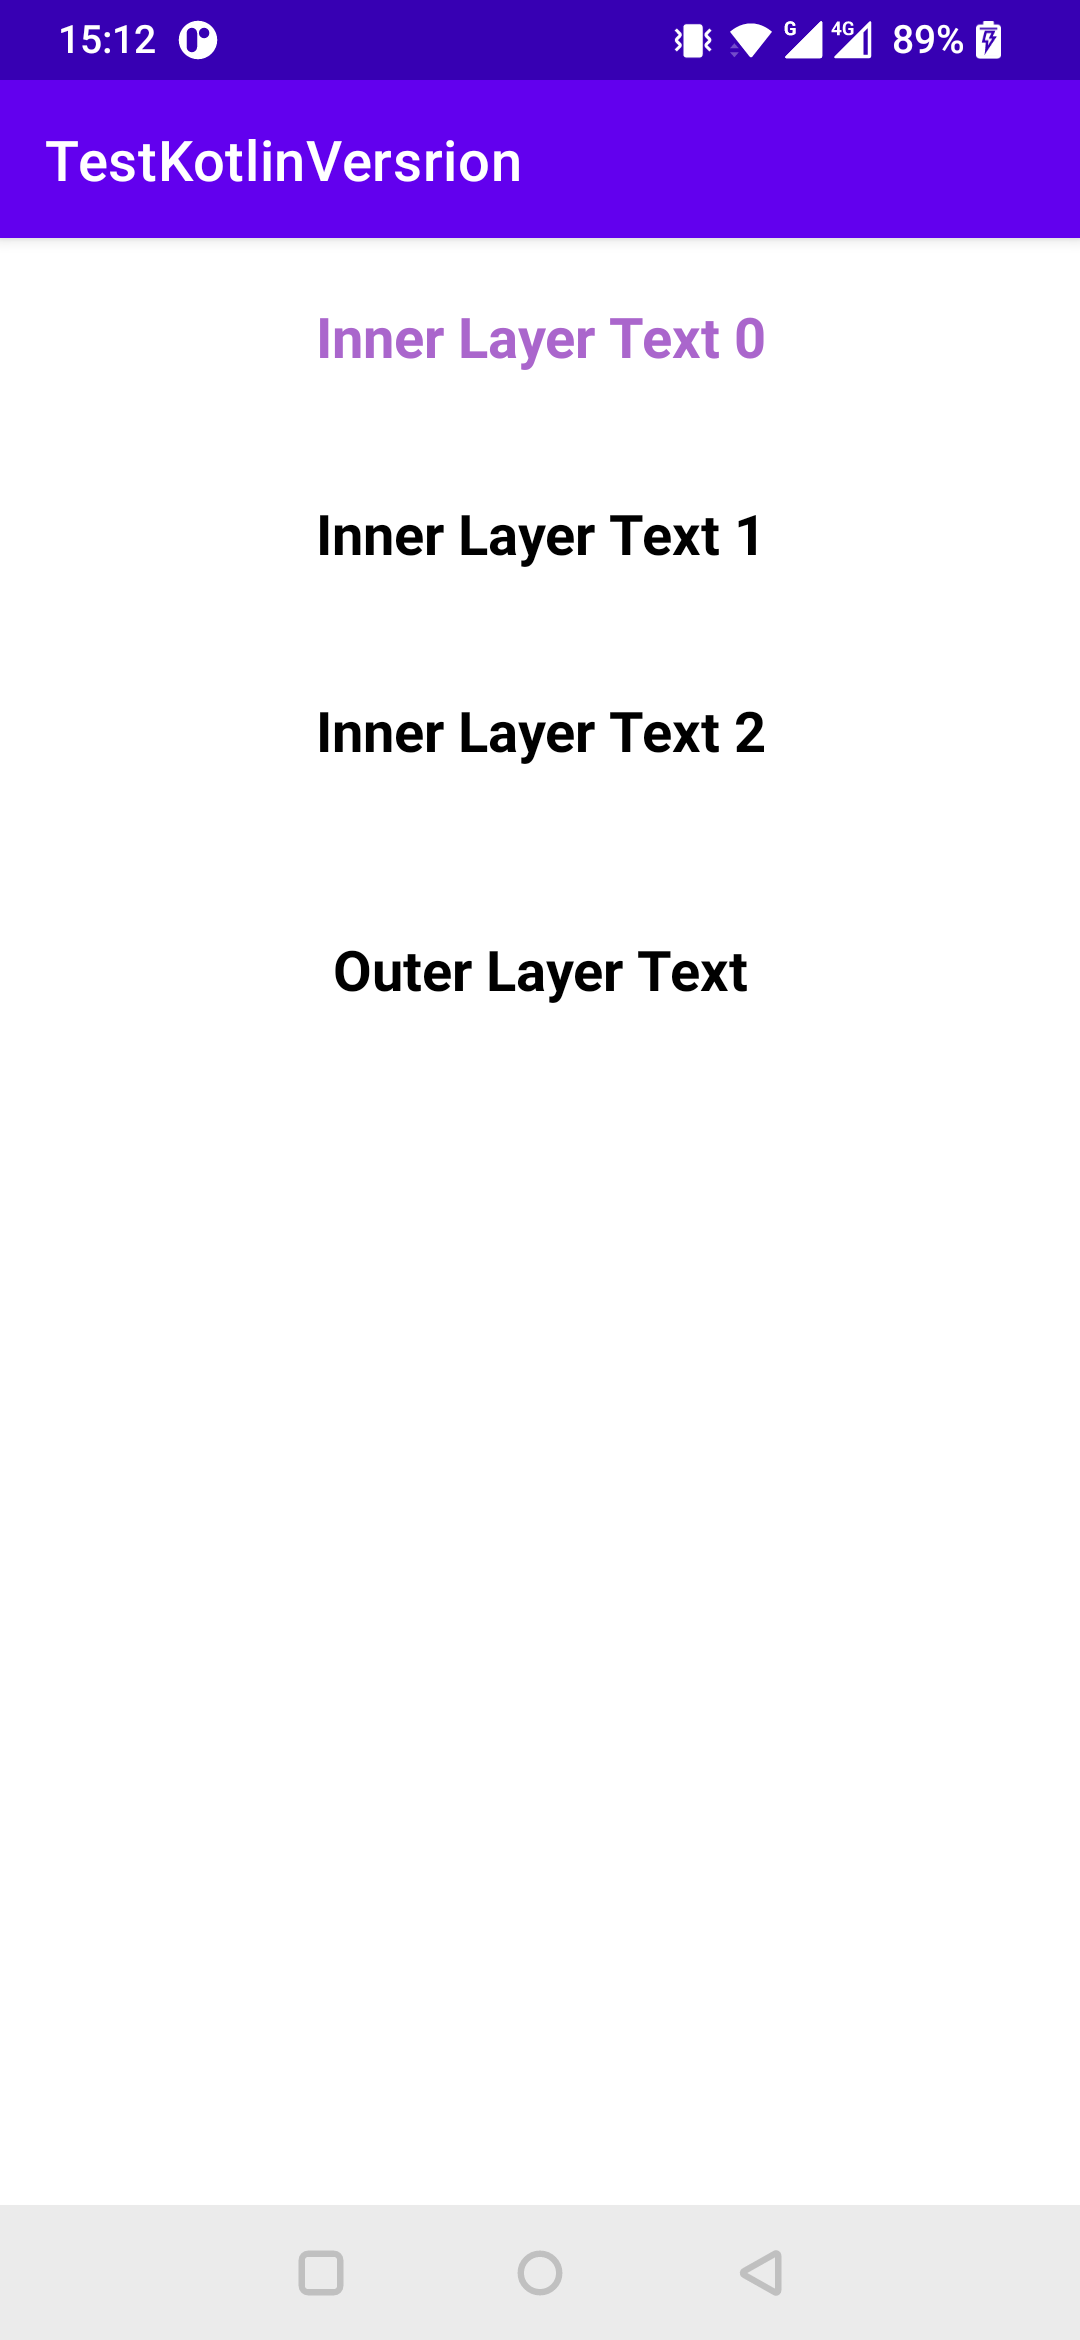 15:12 G 4G 89%
TestKotlinVersrion
Inner Layer Text 0
Inner Layer Text 1
Inner Layer Text 2
Outer Layer Text